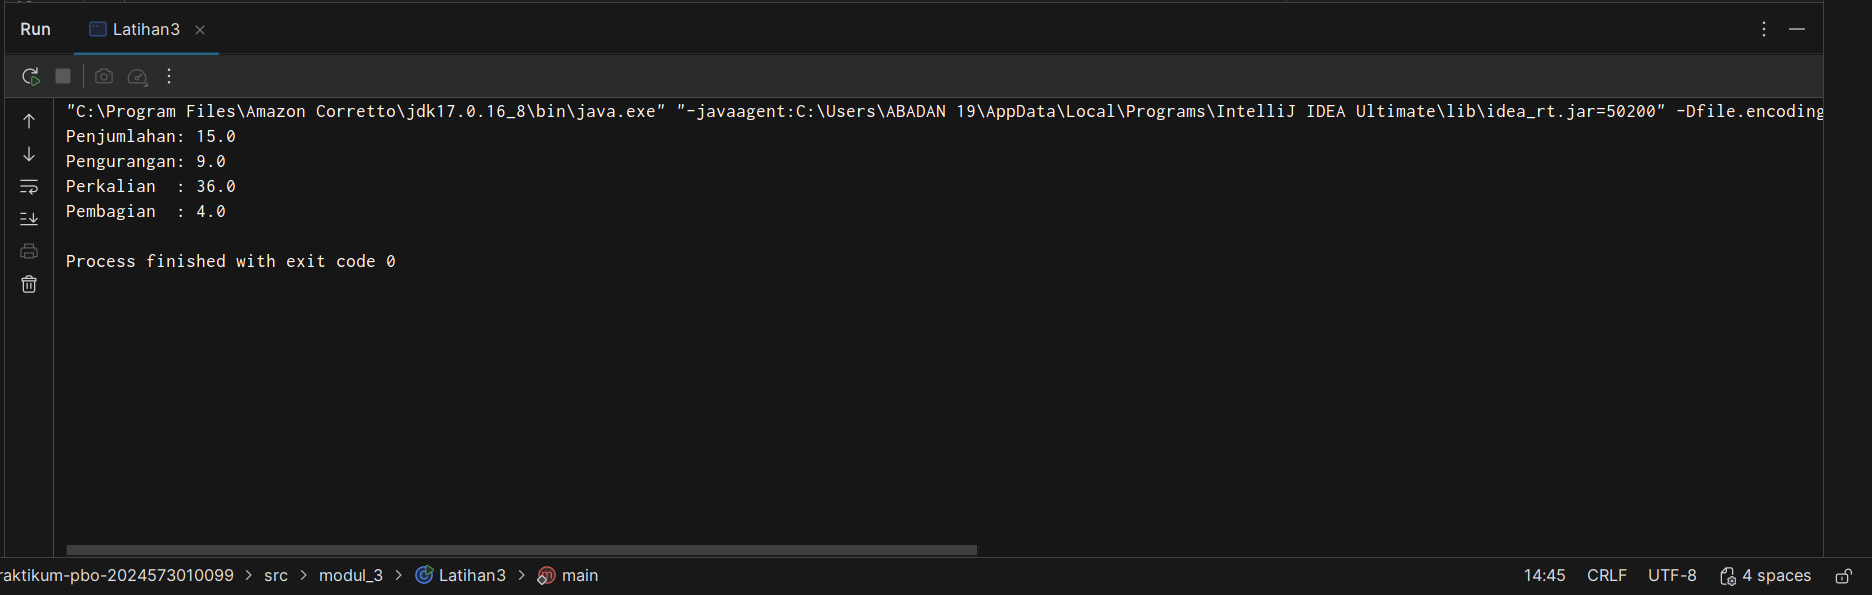 Run Latihan3
"C:\Program Files\Amazon Corretto\jdk17.0.16_8\bin\java.exe" "-javaagent:C:\Users\ABADAN 19\AppData\Local\Programs\IntelliJ IDEA Ultimate\lib\idea_rt.jar=50200" -Dfile.encoding
Penjumlahan: 15.0
Pengurangan: 9.0
Perkalian  : 36.0
Pembagian  : 4.0
Process finished with exit code 0
raktikum-pbo-2024573010099 > src > modul_3 > Latihan3 > main 14:45 CRLF UTF-8 4 spaces